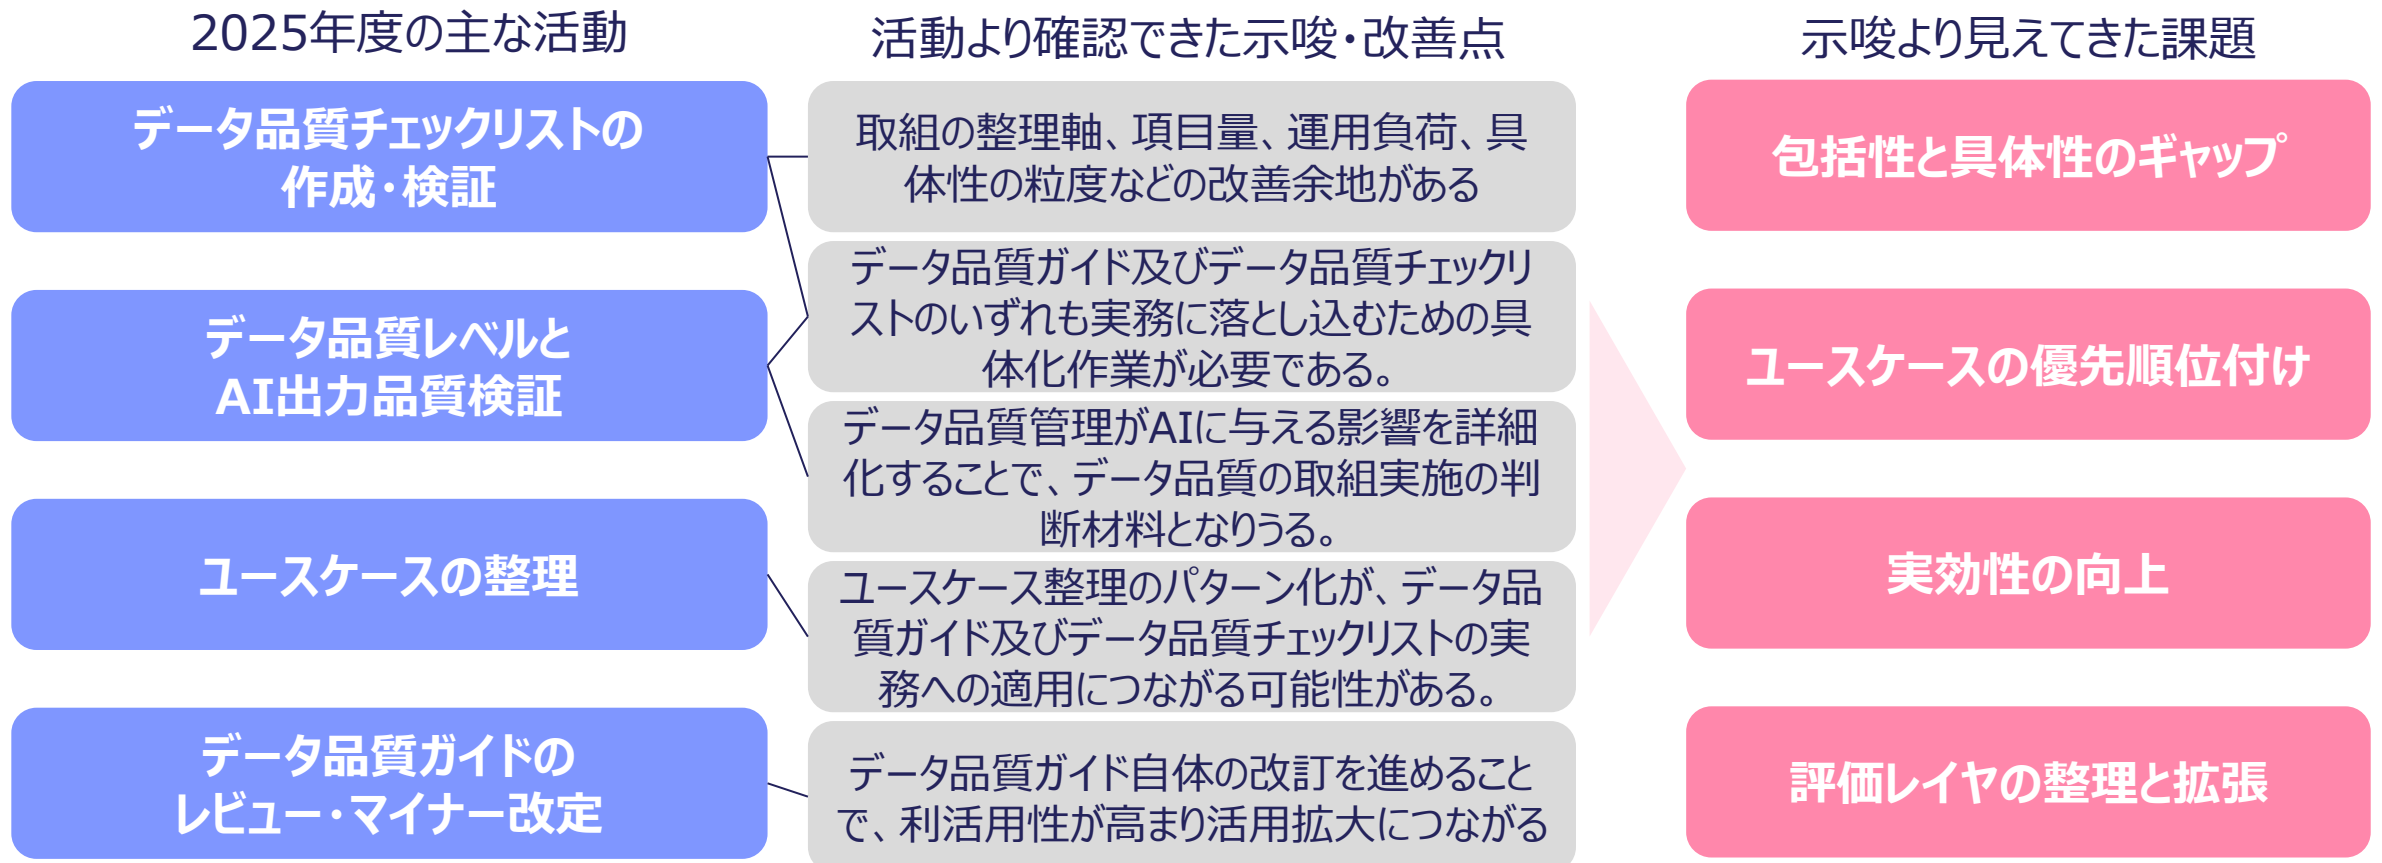 2025年度の主な活動
データ品質チェックリストの
作成・検証
データ品質レベルと
AI出力品質検証
ユースケースの整理
データ品質ガイドの
レビュー・マイナー改定
活動より確認できた示唆・改善点
取組の整理軸、項目量、運用負荷、具
体性の粒度などの改善余地がある
データ品質ガイド及びデータ品質チェックリ
ストのいずれも実務に落とし込むための具
体化作業が必要である。
データ品質管理がAIに与える影響を詳細
化することで、データ品質の取組実施の判
断材料となりうる。
ユースケース整理のパターン化が、データ品
質ガイド及びデータ品質チェックリストの実
務への適用につながる可能性がある。
データ品質ガイド自体の改訂を進めること
で、利活用性が高まり活用拡大につながる
示唆より見えてきた課題
包括性と具体性のギャップ
ユースケースの優先順位付け
実効性の向上
評価レイヤの整理と拡張